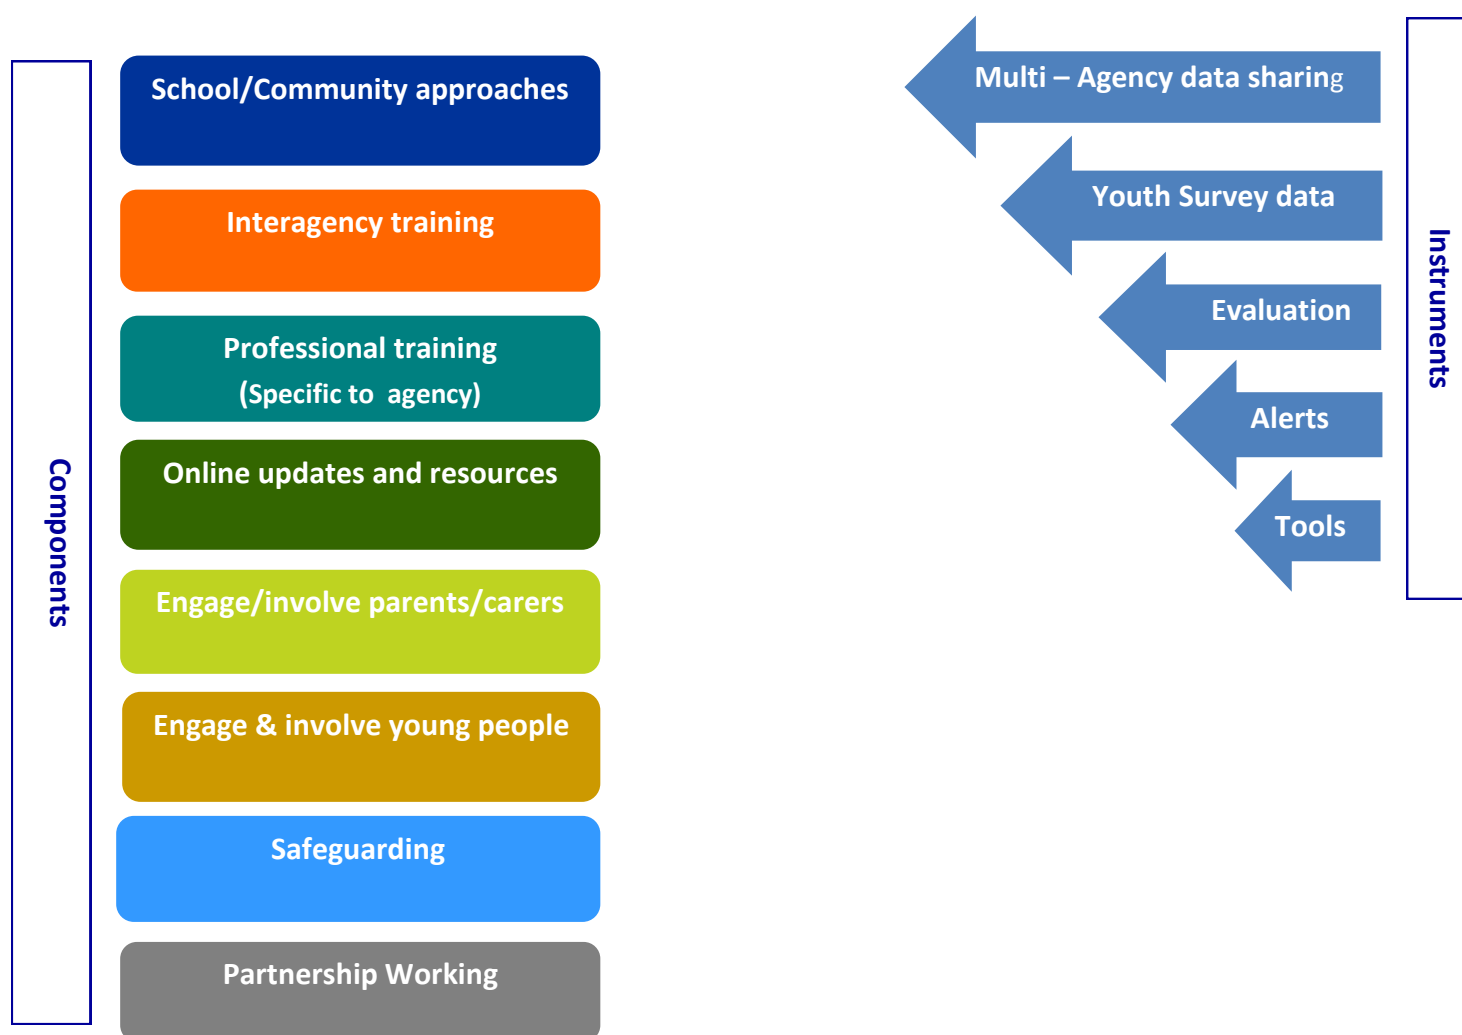 Components
School/Community approaches
Interagency training
Professional training
(Specific to agency)
Online updates and resources
Engage/involve parents/carers
Engage & involve young people
Safeguarding
Partnership Working
Multi – Agency data sharing
Youth Survey data
Evaluation
Alerts
Tools
Instruments